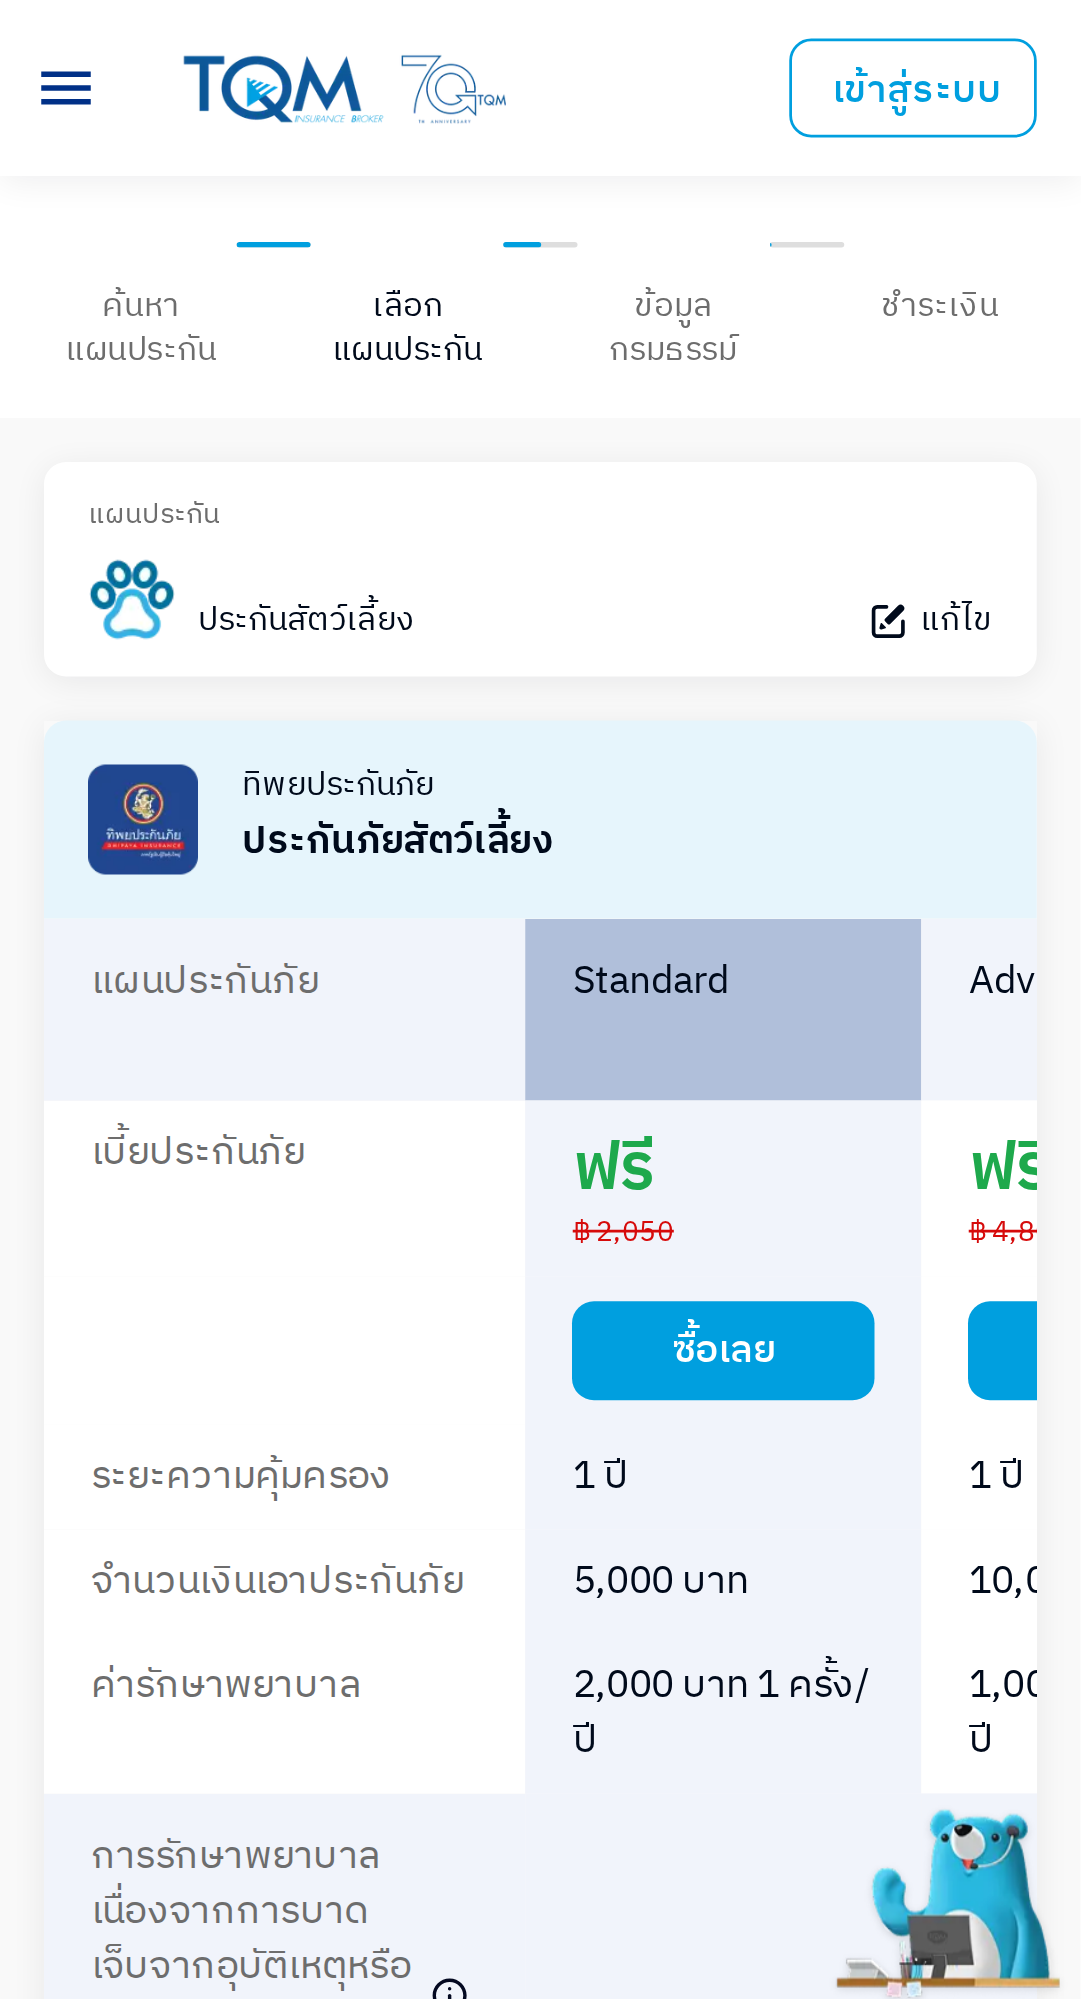 TQM
INSURANCE BROKER
70
TQM
TH ANNIVERSARY
เข้าสู่ระบบ
ค้นหา
แผนประกัน
เลือก
แผนประกัน
ข้อมูล
กรมธรรม์
ชำระเงิน
แผนประกัน
ประกันสัตว์เลี้ยง
แก้ไข
ทิพยประกันภัย
DHIPAYA INSURANCE
ทิพยประกันภัย
ประกันภัยสัตว์เลี้ยง
แผนประกันภัย
Standard
Adv
เบี้ยประกันภัย
ฟรี
ฟรี
฿ 2,050
฿ 4,8
ซื้อเลย
ระยะความคุ้มครอง
1 ปี
1 ปี
จำนวนเงินเอาประกันภัย
5,000 บาท
10,0
ค่ารักษาพยาบาล
2,000 บาท 1 ครั้ง/
ปี
1,00
ปี
การรักษาพยาบาล
เนื่องจากการบาด
เจ็บจากอุบัติเหตุหรือ